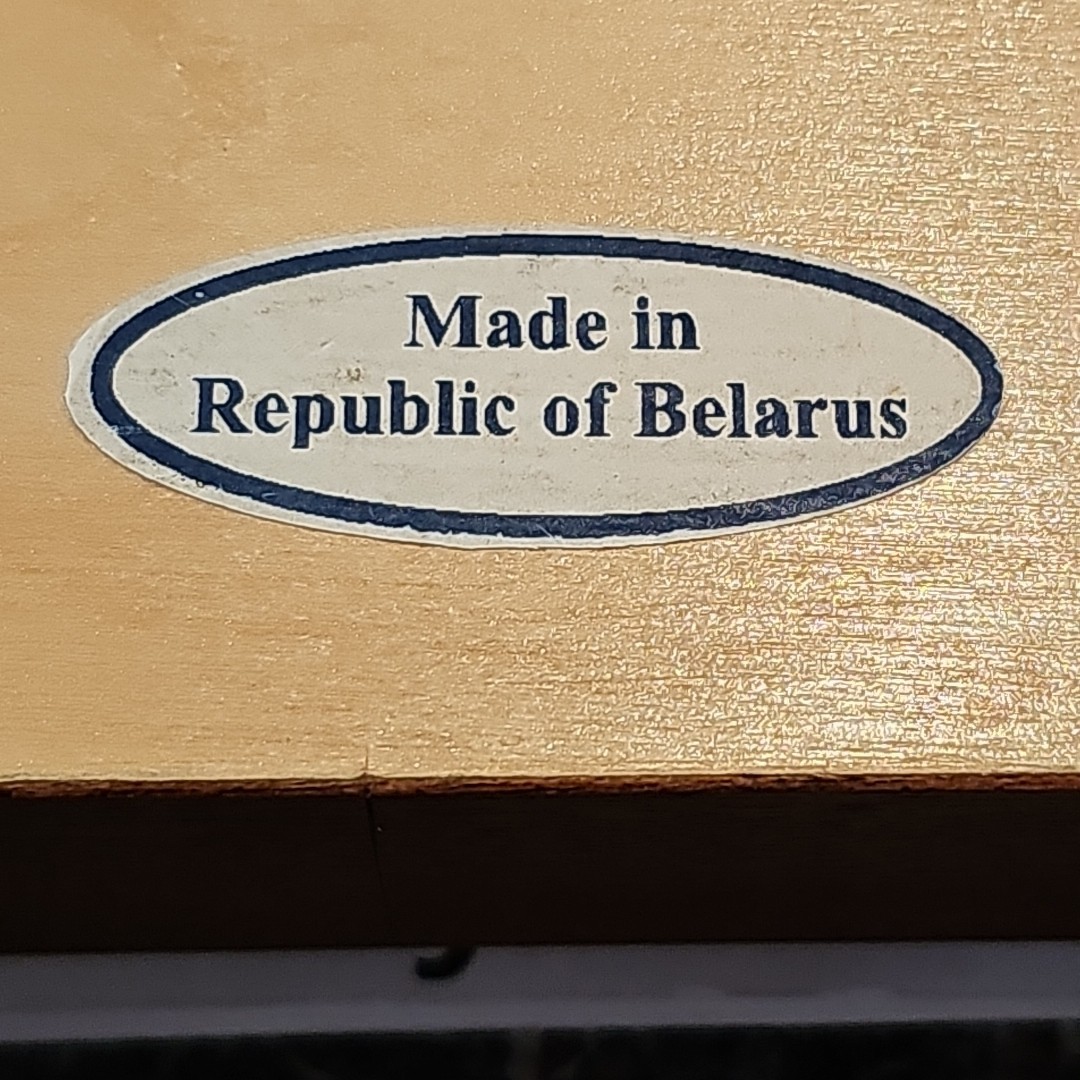 Made in
Republic of Belarus